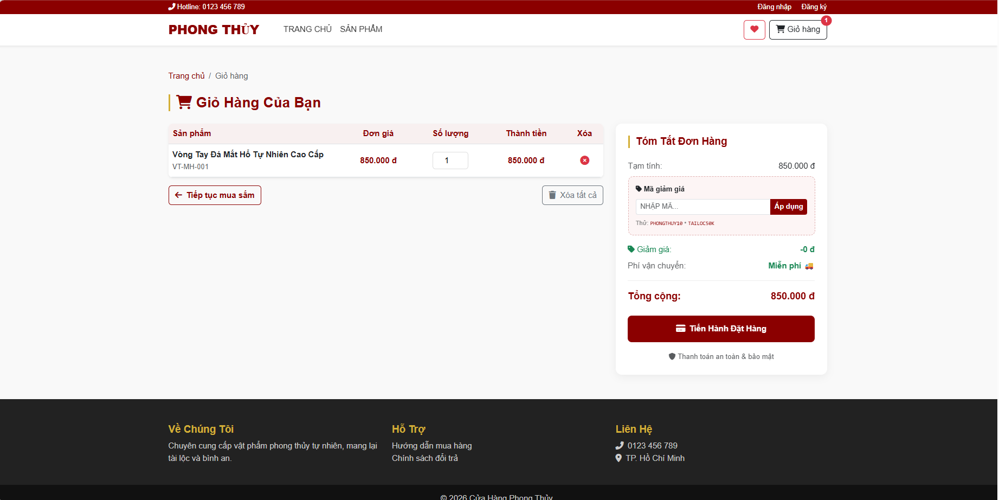 Hotline: 0123 456 789
Đăng nhập Đăng ký
PHONG THỦY
TRANG CHỦ SẢN PHẨM
Giỏ hàng
1
Trang chủ / Giỏ hàng
Giỏ Hàng Của Bạn
Sản phẩm Đơn giá Số lượng Thành tiền Xóa
Vòng Tay Đá Mắt Hổ Tự Nhiên Cao Cấp
VT-MH-001
850.000 đ 1 850.000 đ
Tiếp tục mua sắm
Xóa tất cả
Tóm Tắt Đơn Hàng
Tạm tính: 850.000 đ
Mã giảm giá
NHẬP MÃ... Áp dụng
Thử: PHONGTHUY10 • TAILOC50K
Giảm giá: -0 đ
Phí vận chuyển: Miễn phí
Tổng cộng: 850.000 đ
Tiến Hành Đặt Hàng
Thanh toán an toàn & bảo mật
Về Chúng Tôi
Chuyên cung cấp vật phẩm phong thủy tự nhiên, mang lại
tài lộc và bình an.
Hỗ Trợ
Hướng dẫn mua hàng
Chính sách đổi trả
Liên Hệ
0123 456 789
TP. Hồ Chí Minh
© 2026 Cửa Hàng Phong Thủy